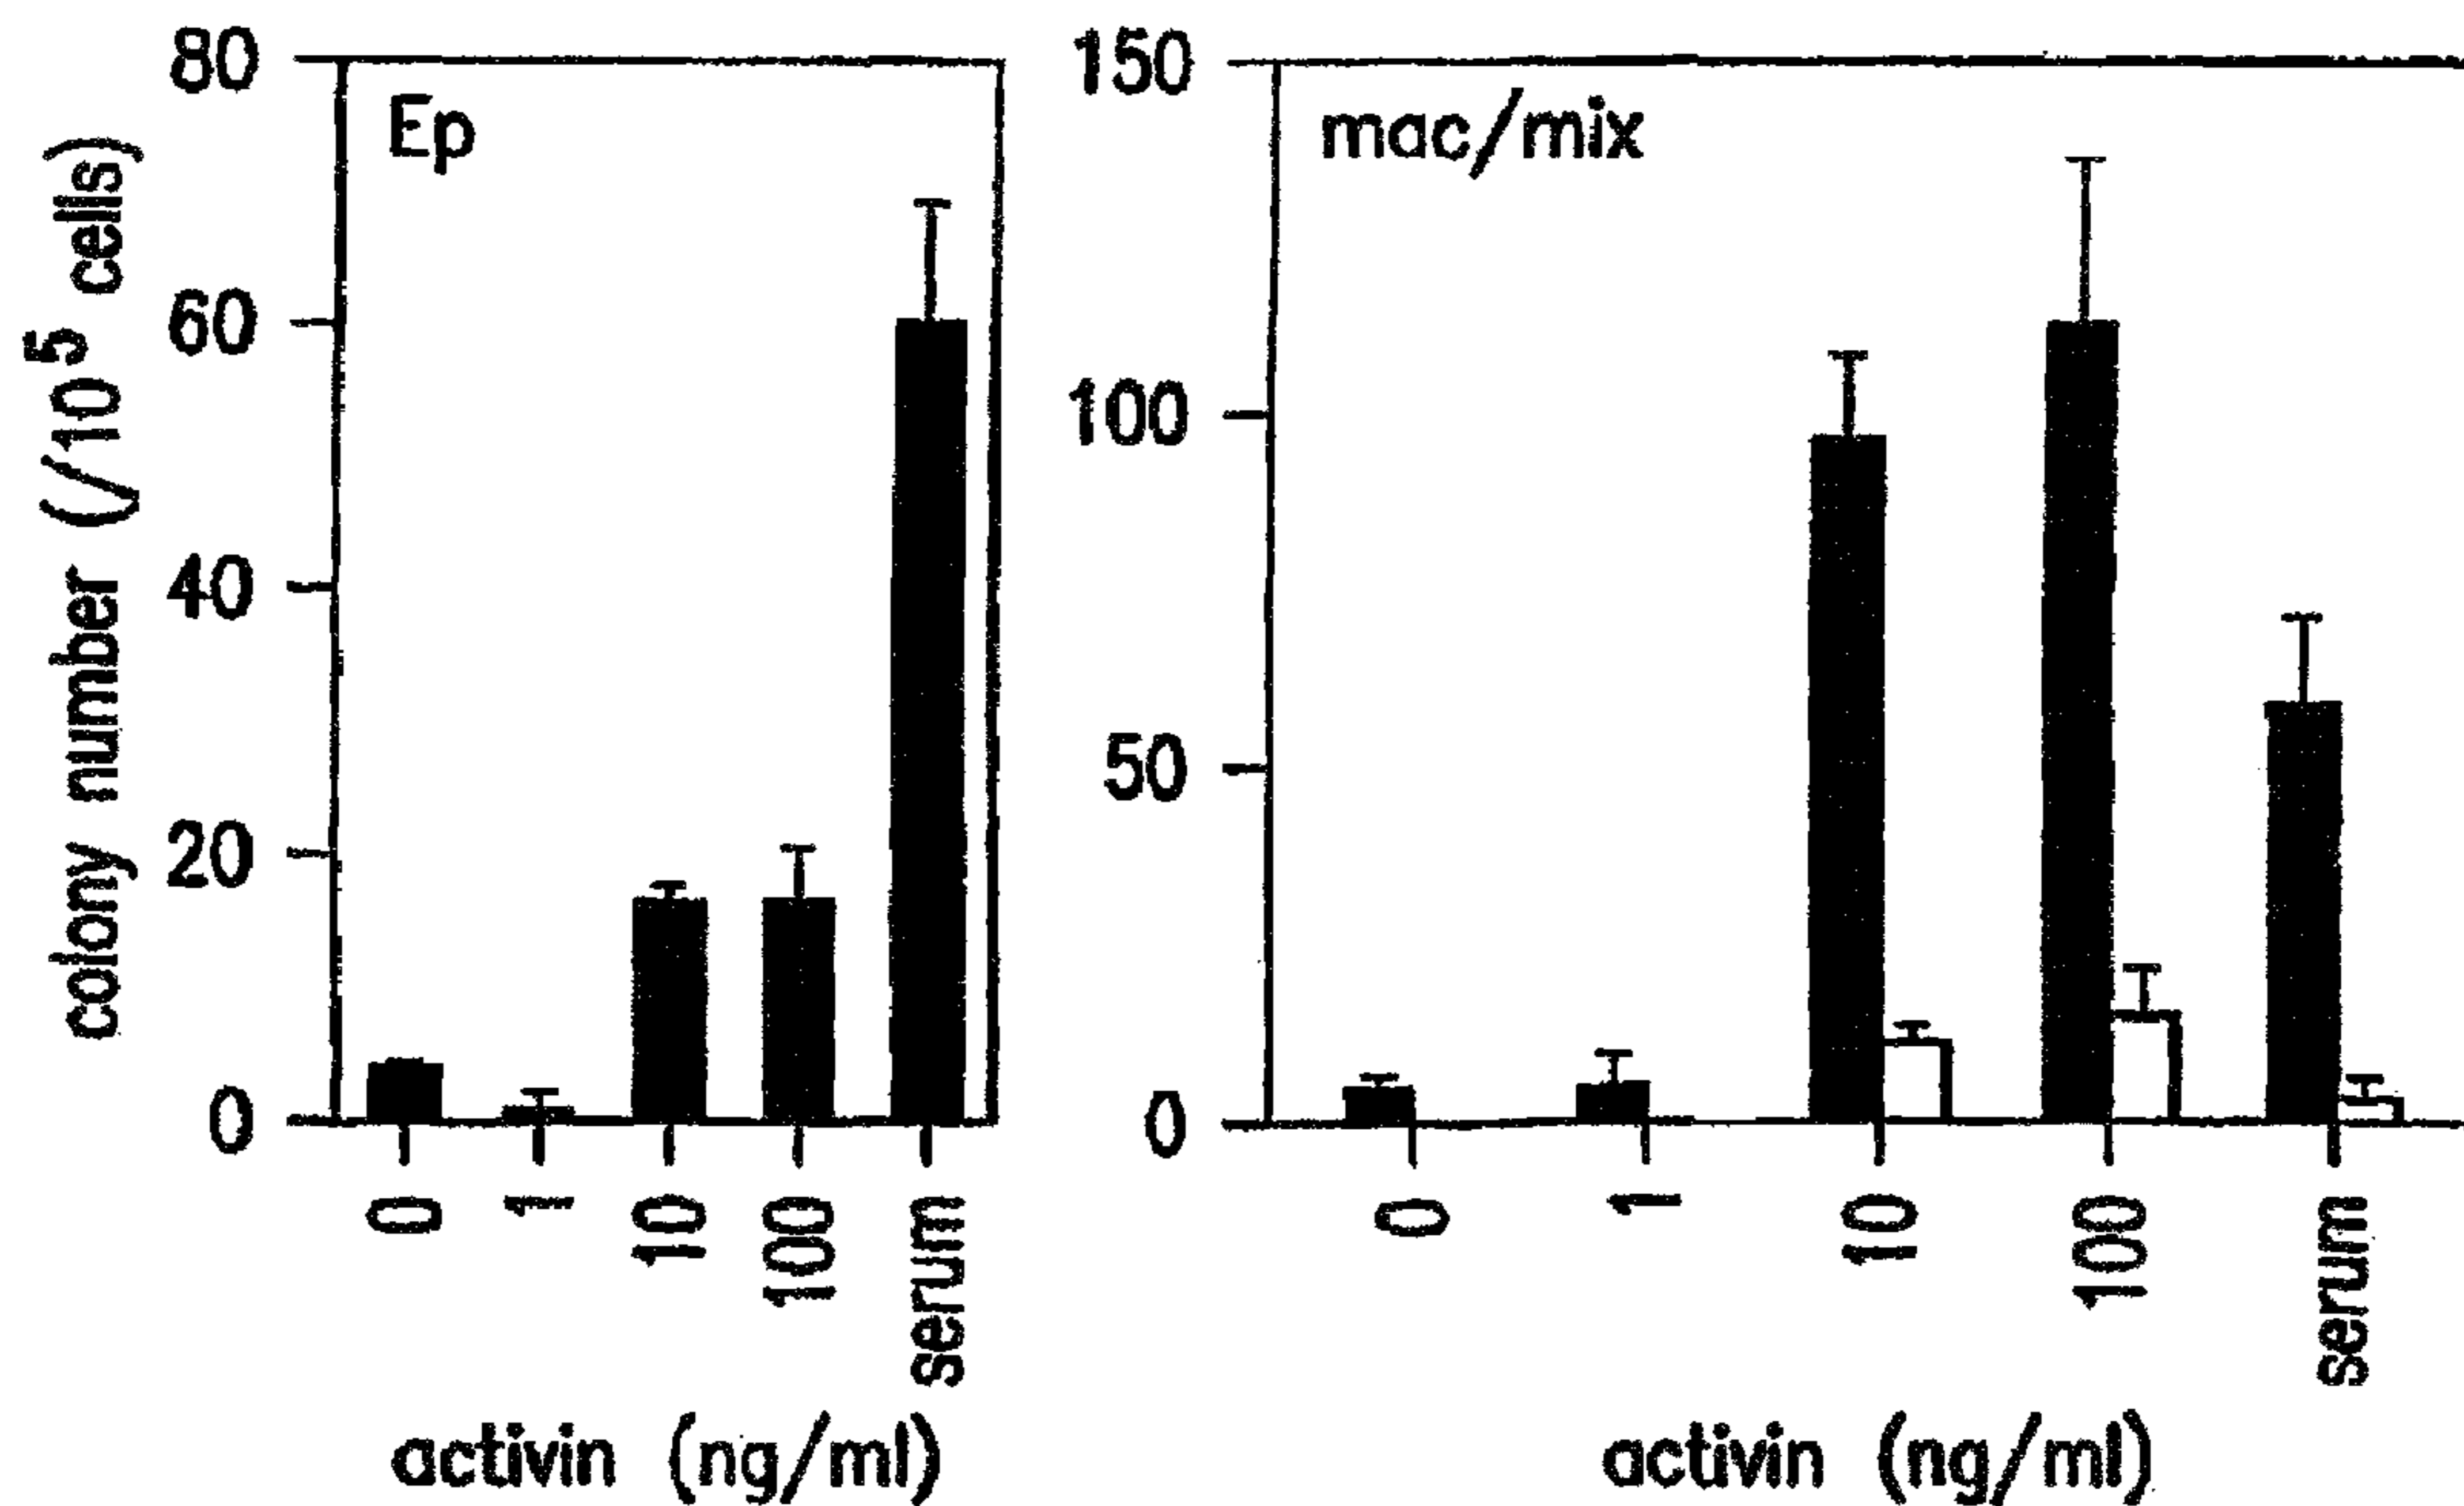 colony number (/10⁵ cells)
80
60
40
20
0
Ep
0
1
10
100
serum
activin (ng/ml)
150
100
50
0
mac/mix
0
1
10
100
serum
activin (ng/ml)